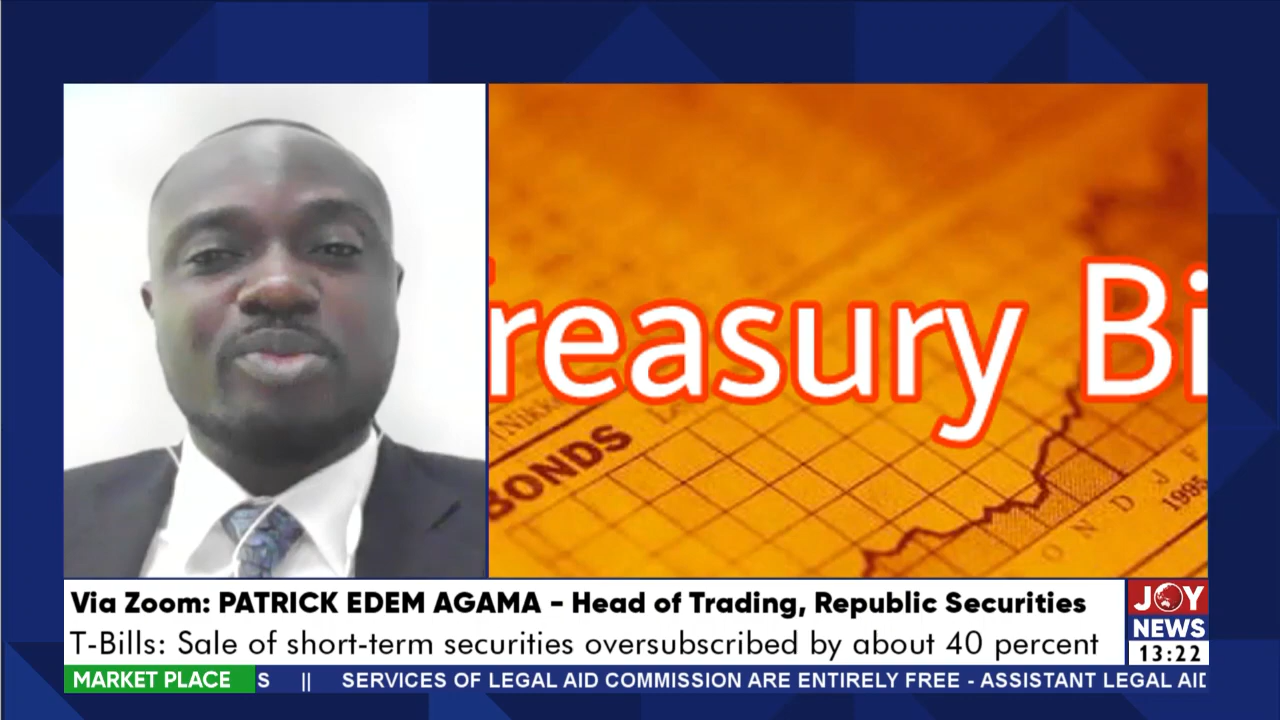 reasury Bi
(Nikk
BONDS
O N D J F
1995
Via Zoom: PATRICK EDEM AGAMA – Head of Trading, Republic Securities
T-Bills: Sale of short-term securities oversubscribed by about 40 percent
JOY
NEWS
13:22
MARKET PLACE
S || SERVICES OF LEGAL AID COMMISSION ARE ENTIRELY FREE - ASSISTANT LEGAL AID